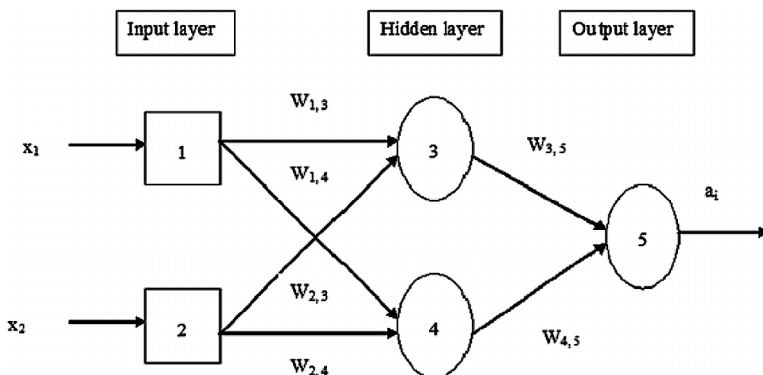 Input layer
Hidden layer
Output layer
W1,3
x1
1
W1,4
3
W3,5
ai
5
x2
2
W2,3
4
W4,5
W2,4